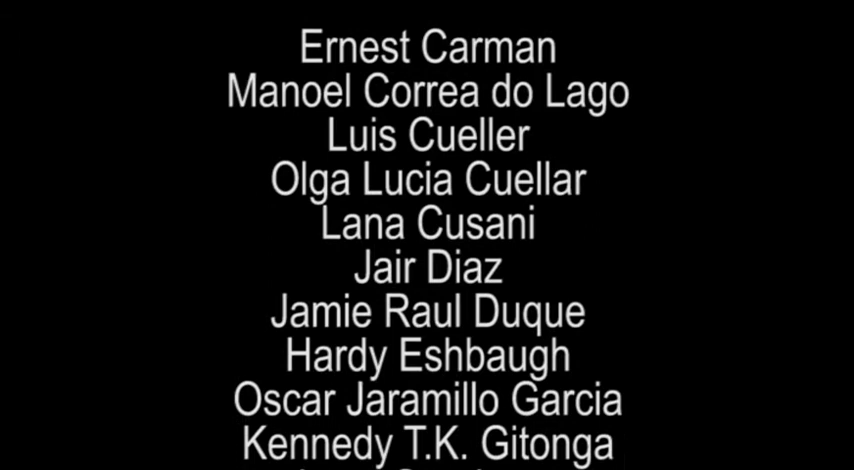 Ernest Carman
Manoel Correa do Lago
Luis Cueller
Olga Lucia Cuellar
Lana Cusani
Jair Diaz
Jamie Raul Duque
Hardy Eshbaugh
Oscar Jaramillo Garcia
Kennedy T.K. Gitonga